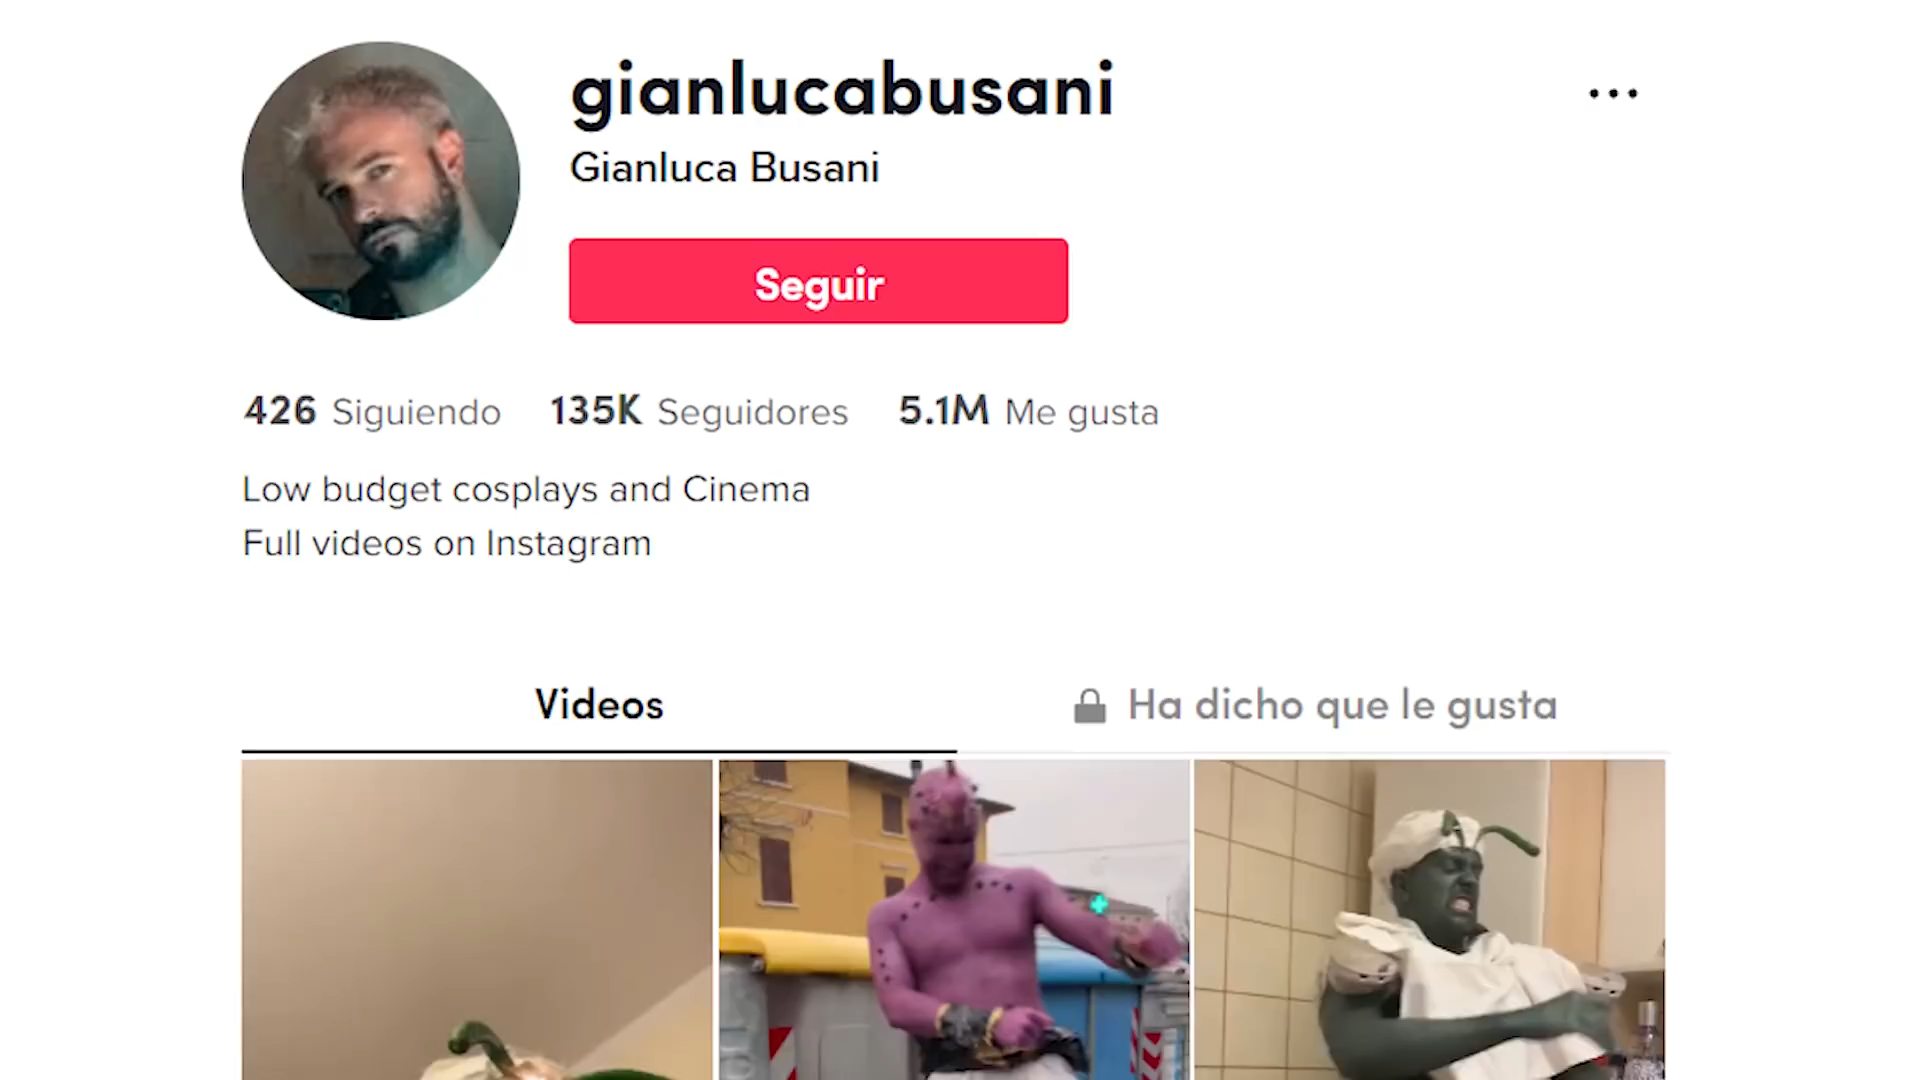 gianlucabusani
Gianluca Busani
Seguir
426 Siguiendo 135K Seguidores 5.1M Me gusta
Low budget cosplays and Cinema
Full videos on Instagram
Videos Ha dicho que le gusta